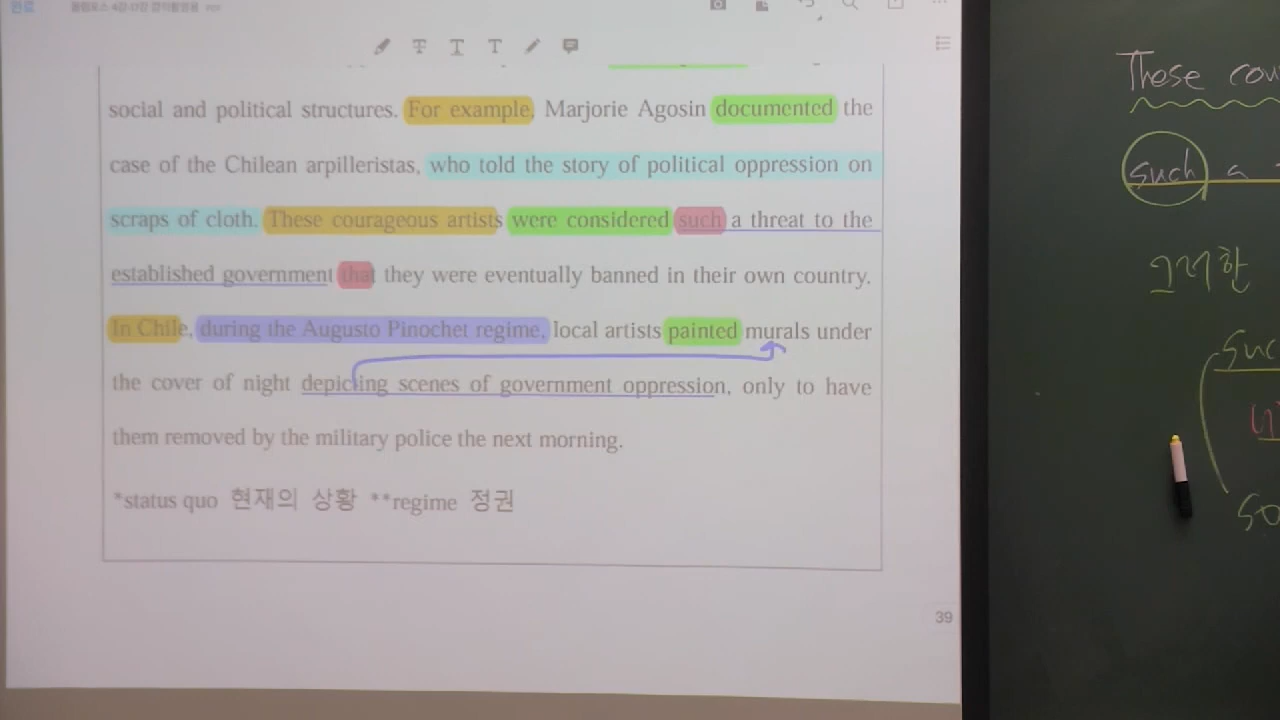 완료
social and political structures. For example, Marjorie Agosin documented the
case of the Chilean arpilleristas, who told the story of political oppression on
scraps of cloth. These courageous artists were considered such a threat to the
established government that they were eventually banned in their own country.
In Chile, during the Augusto Pinochet regime, local artists painted murals under
the cover of night depicting scenes of government oppression, only to have
them removed by the military police the next morning.
*status quo 현재의 상황 **regime 정권
39
These cou
such a
그러한
suc
so